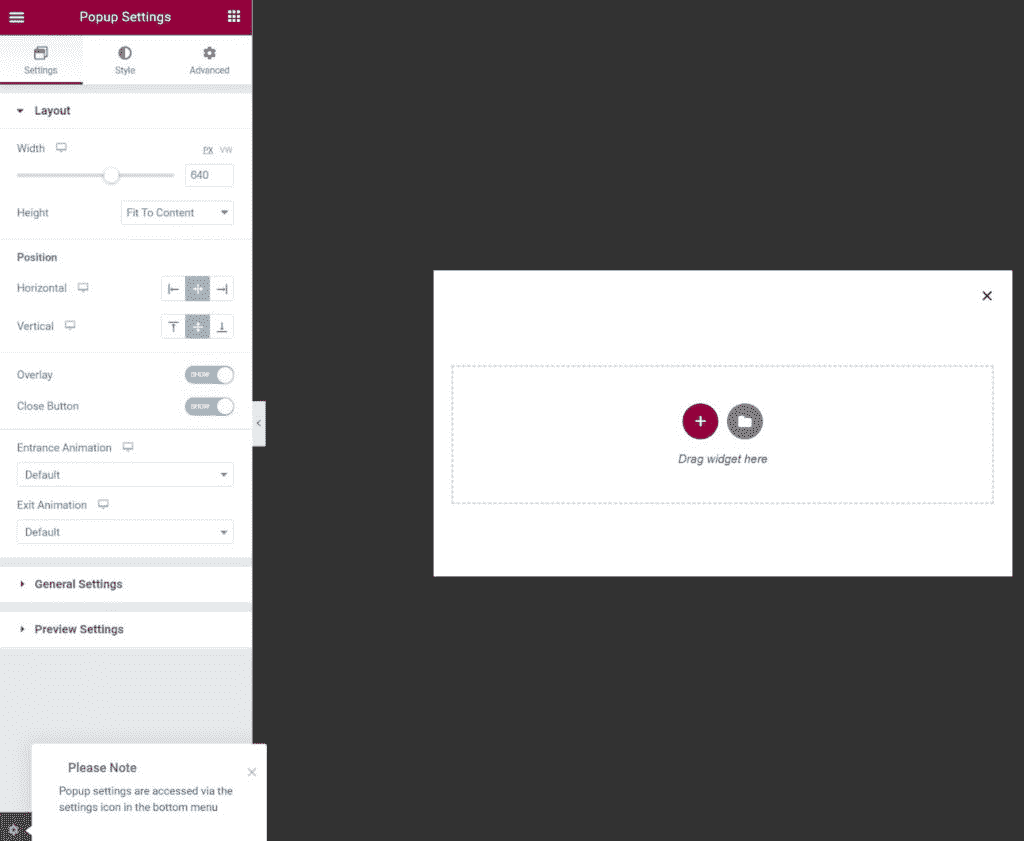 Popup Settings
Settings
Style
Advanced
Layout
Width
PX VW
640
Height
Fit To Content
Position
Horizontal
Vertical
Overlay
SHOW
Close Button
SHOW
Entrance Animation
Default
Exit Animation
Default
General Settings
Preview Settings
Please Note
Popup settings are accessed via the
settings icon in the bottom menu
Drag widget here